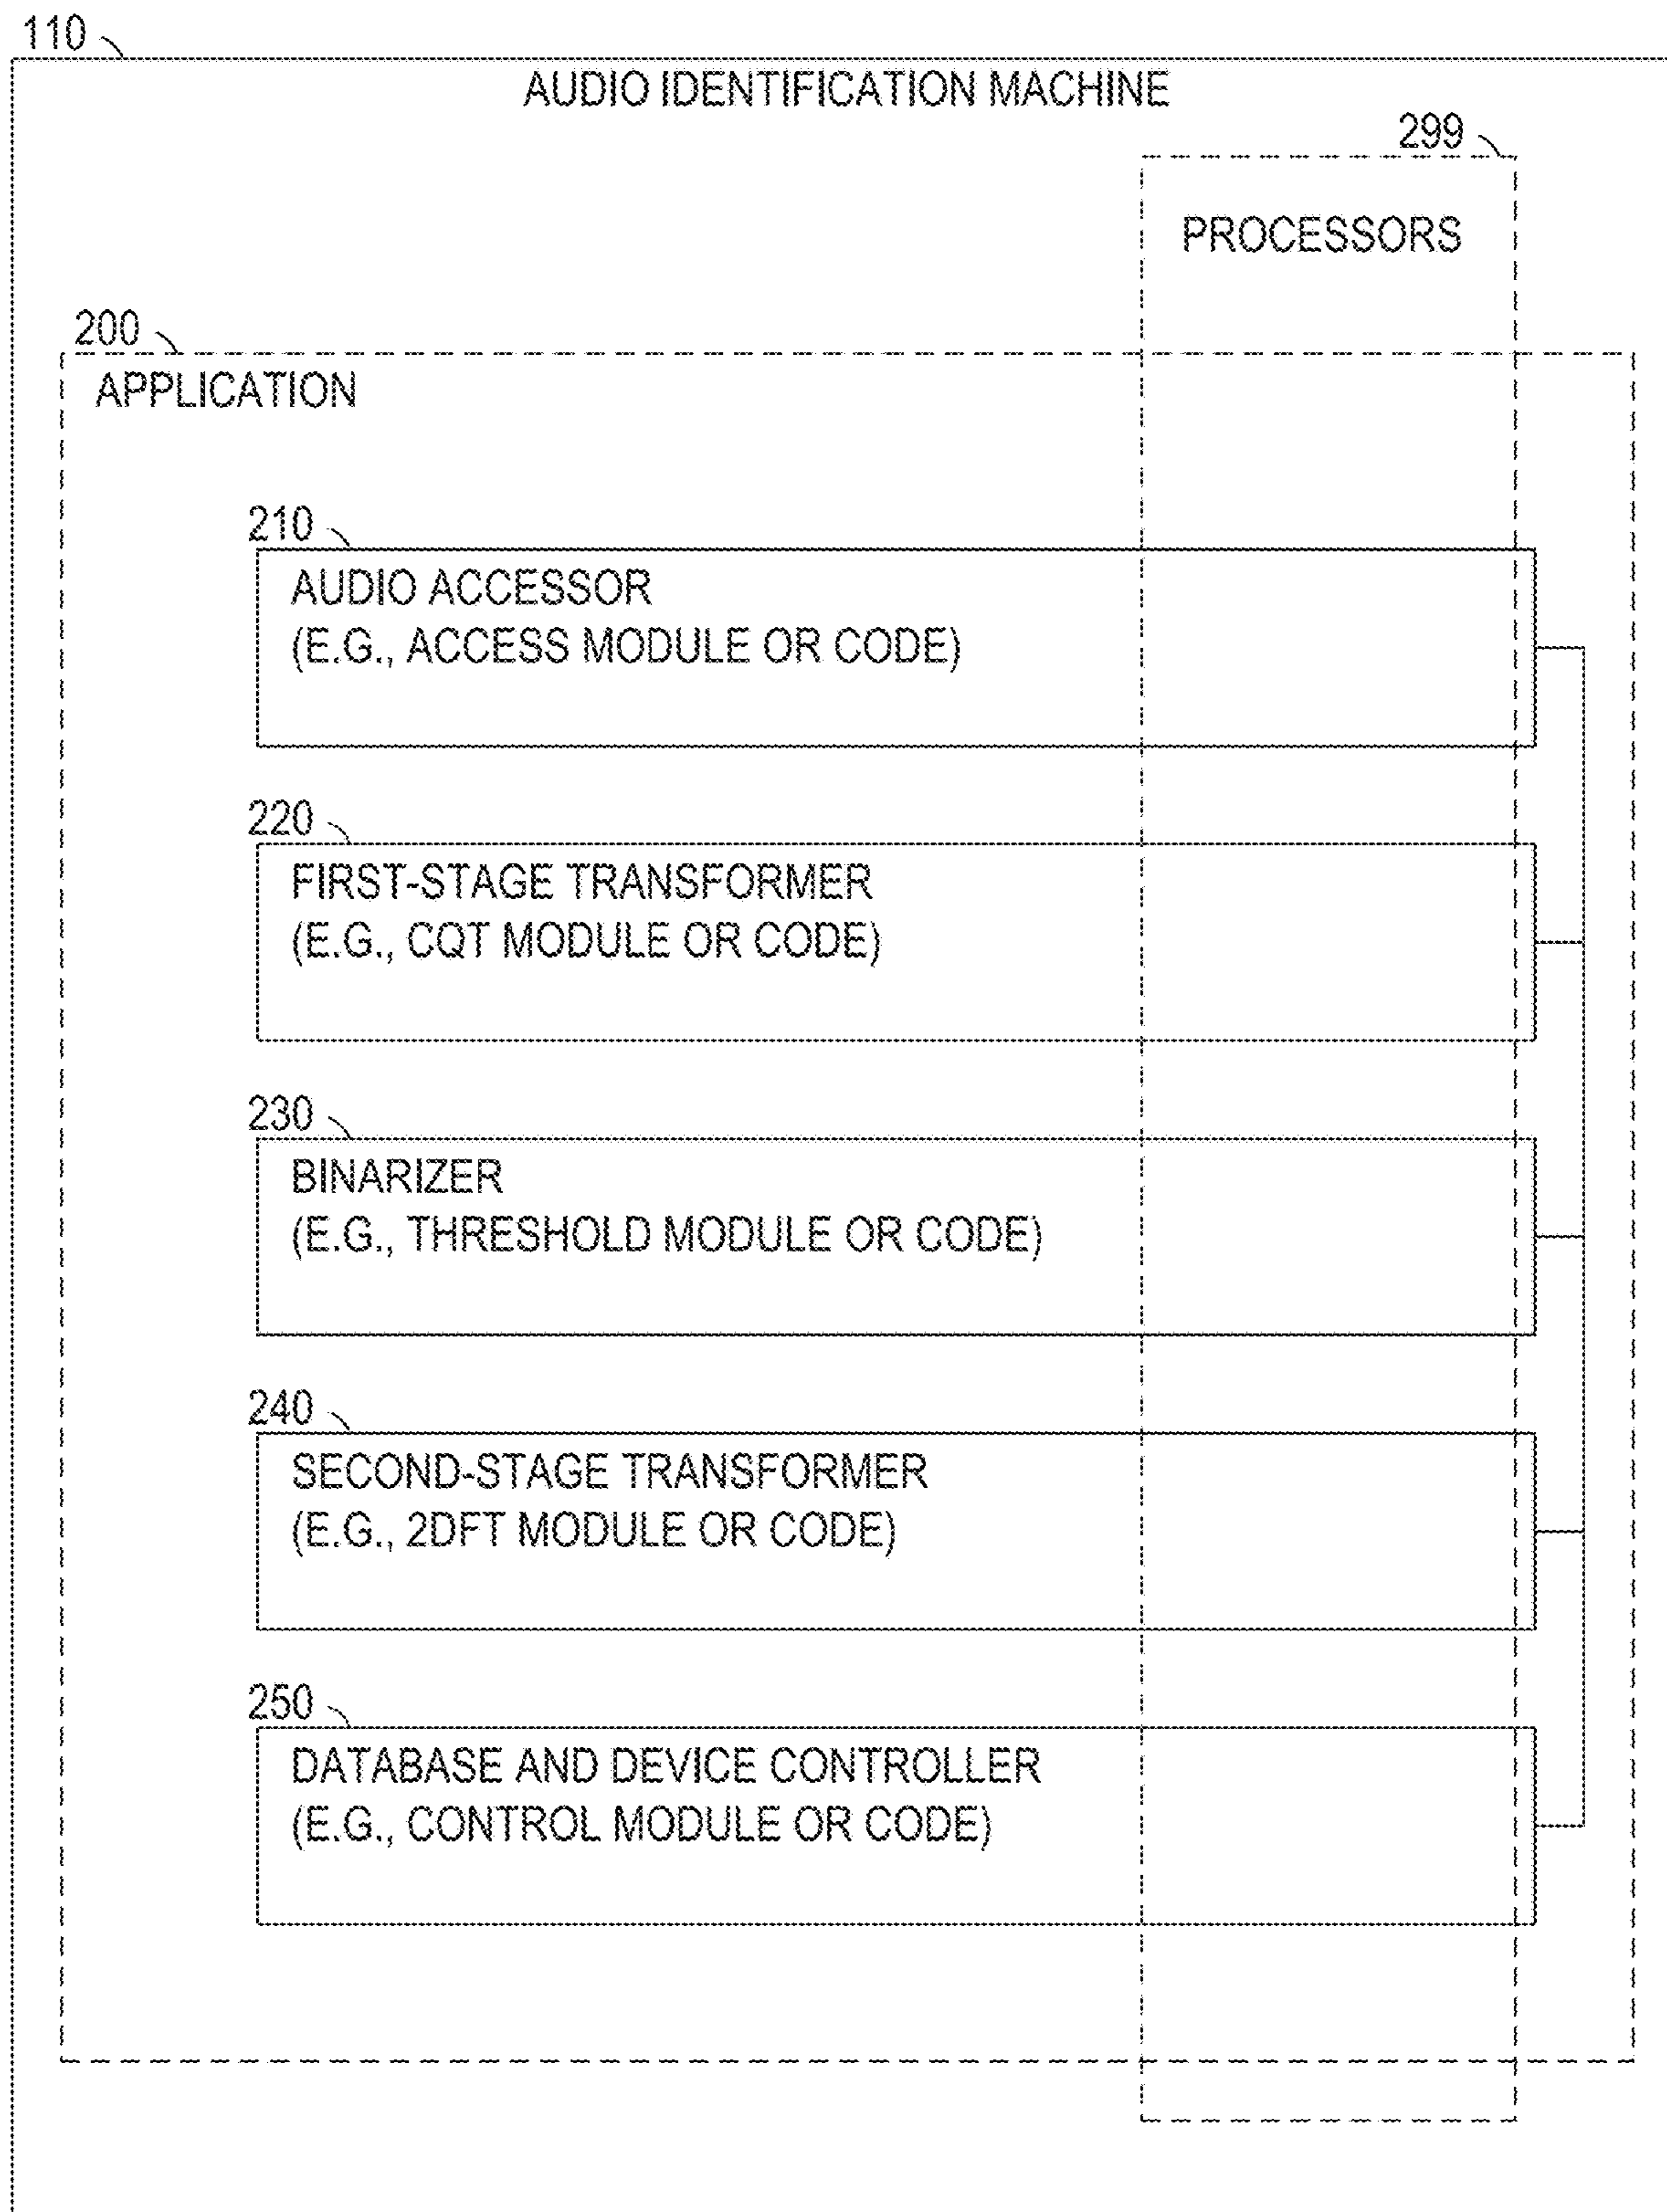 110
AUDIO IDENTIFICATION MACHINE
299
PROCESSORS
200
APPLICATION
210
AUDIO ACCESSOR
(E.G., ACCESS MODULE OR CODE)
220
FIRST-STAGE TRANSFORMER
(E.G., CQT MODULE OR CODE)
230
BINARIZER
(E.G., THRESHOLD MODULE OR CODE)
240
SECOND-STAGE TRANSFORMER
(E.G., 2DFT MODULE OR CODE)
250
DATABASE AND DEVICE CONTROLLER
(E.G., CONTROL MODULE OR CODE)